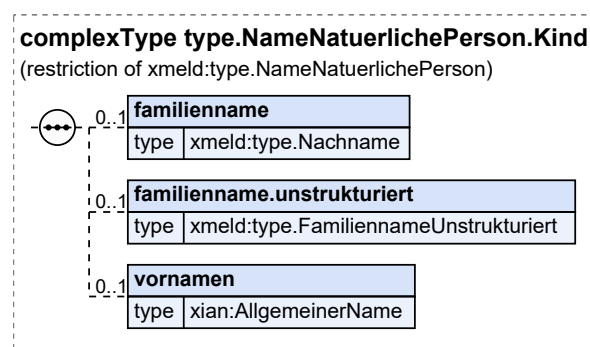 complexType type.NameNatuerlichePerson.Kind
(restriction of xmeld:type.NameNatuerlichePerson)
0..1 familienname
type xmeld:type.Nachname
0..1 familienname.unstrukturiert
type xmeld:type.FamiliennameUnstrukturiert
0..1 vornamen
type xian:AllgemeinerName